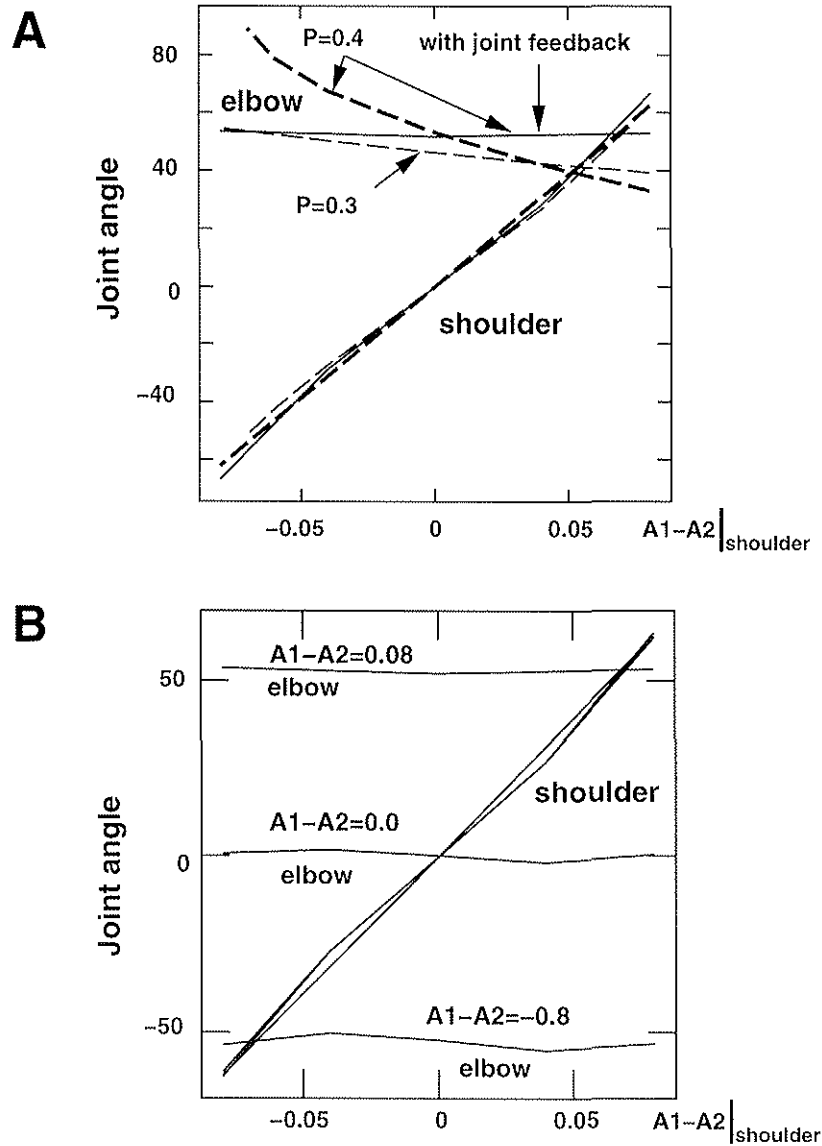 A
P=0.4
with joint feedback
80
elbow
40
P=0.3
Joint angle
0
shoulder
−40
−0.05
0
0.05
A1−A2|shoulder
B
A1−A2=0.08
50
elbow
shoulder
A1−A2=0.0
Joint angle
0
elbow
A1−A2=−0.8
−50
elbow
−0.05
0
0.05
A1−A2|shoulder